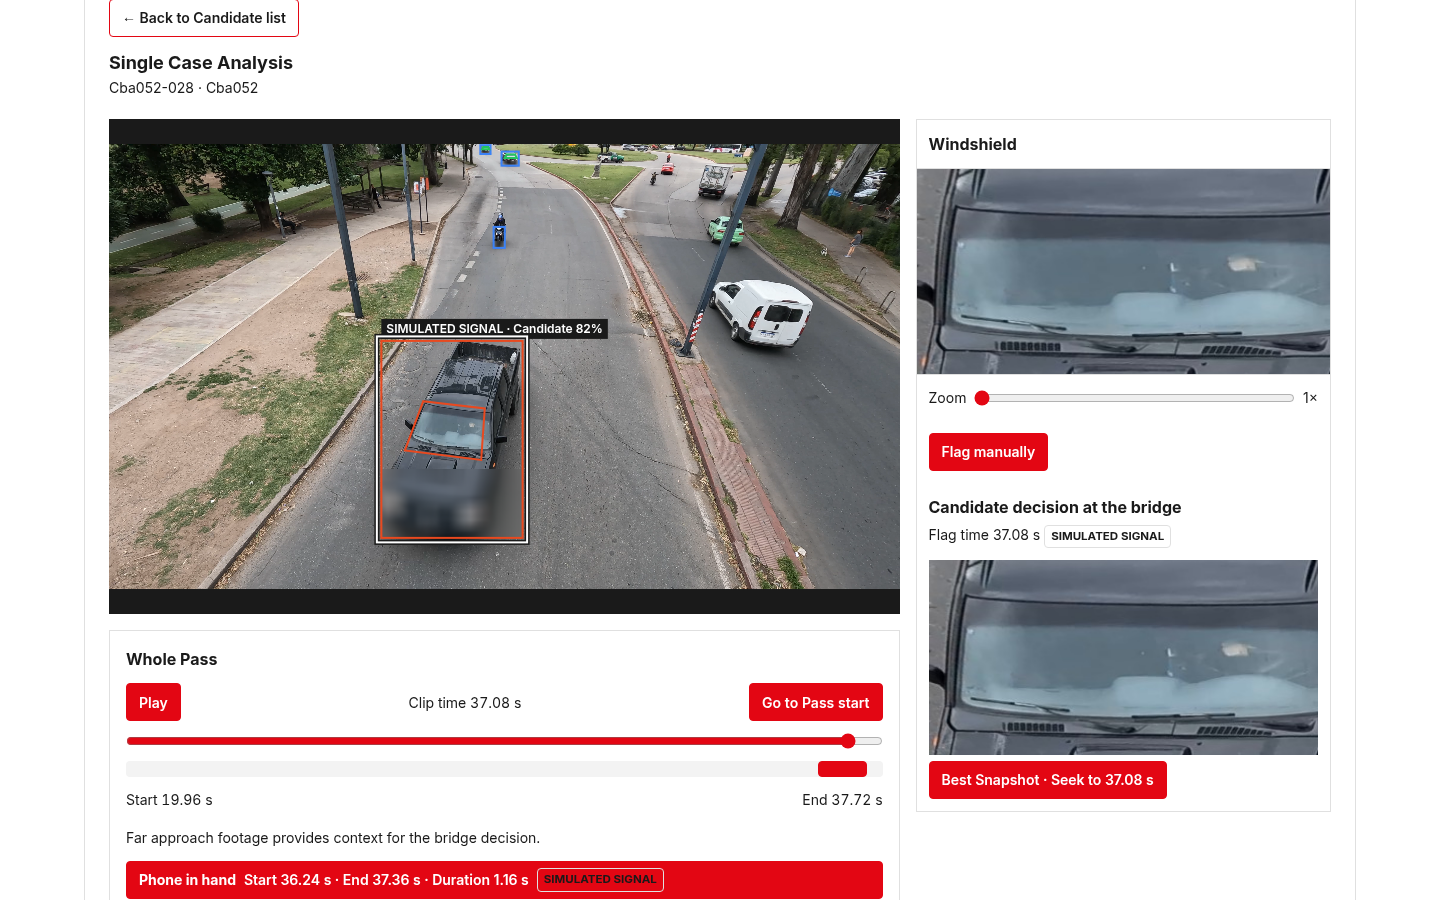 ← Back to Candidate list
Single Case Analysis
Cba052-028 · Cba052
SIMULATED SIGNAL · Candidate 82%
Whole Pass
Play
Clip time 37.08 s
Go to Pass start
Start 19.96 s
End 37.72 s
Far approach footage provides context for the bridge decision.
Phone in hand Start 36.24 s · End 37.36 s · Duration 1.16 s SIMULATED SIGNAL
Windshield
Zoom
1×
Flag manually
Candidate decision at the bridge
Flag time 37.08 s SIMULATED SIGNAL
Best Snapshot · Seek to 37.08 s